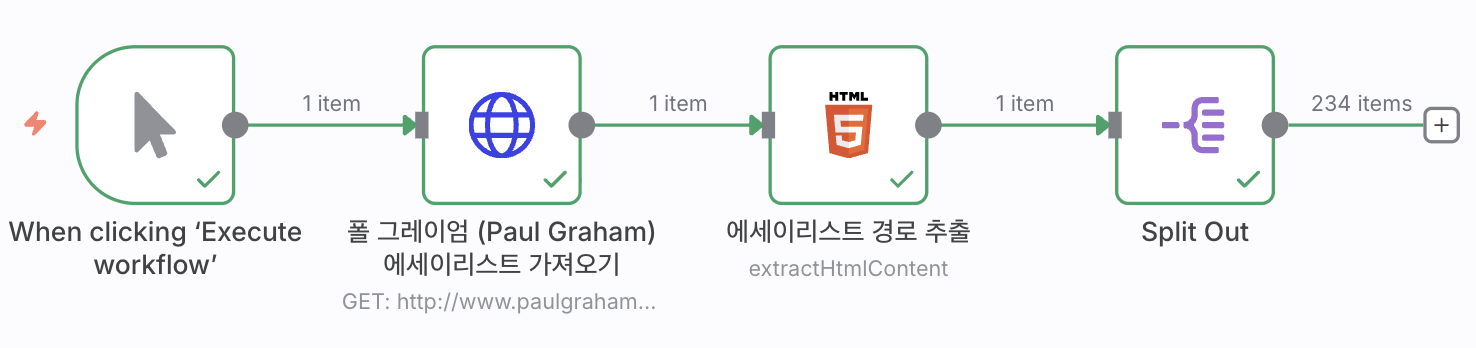 1 item
1 item
1 item
234 items
HTML
When clicking ‘Execute
workflow’
폴 그레이엄 (Paul Graham)
에세이리스트 가져오기
GET: http://www.paulgraham...
에세이리스트 경로 추출
extractHtmlContent
Split Out